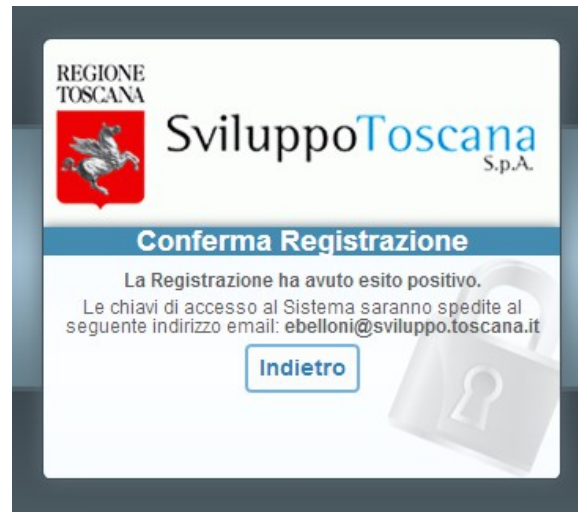 REGIONE
TOSCANA
SviluppoToscana
S.p.A.
Conferma Registrazione
La Registrazione ha avuto esito positivo.
Le chiavi di accesso al Sistema saranno spedite al
seguente indirizzo email: ebelloni@sviluppo.toscana.it
Indietro